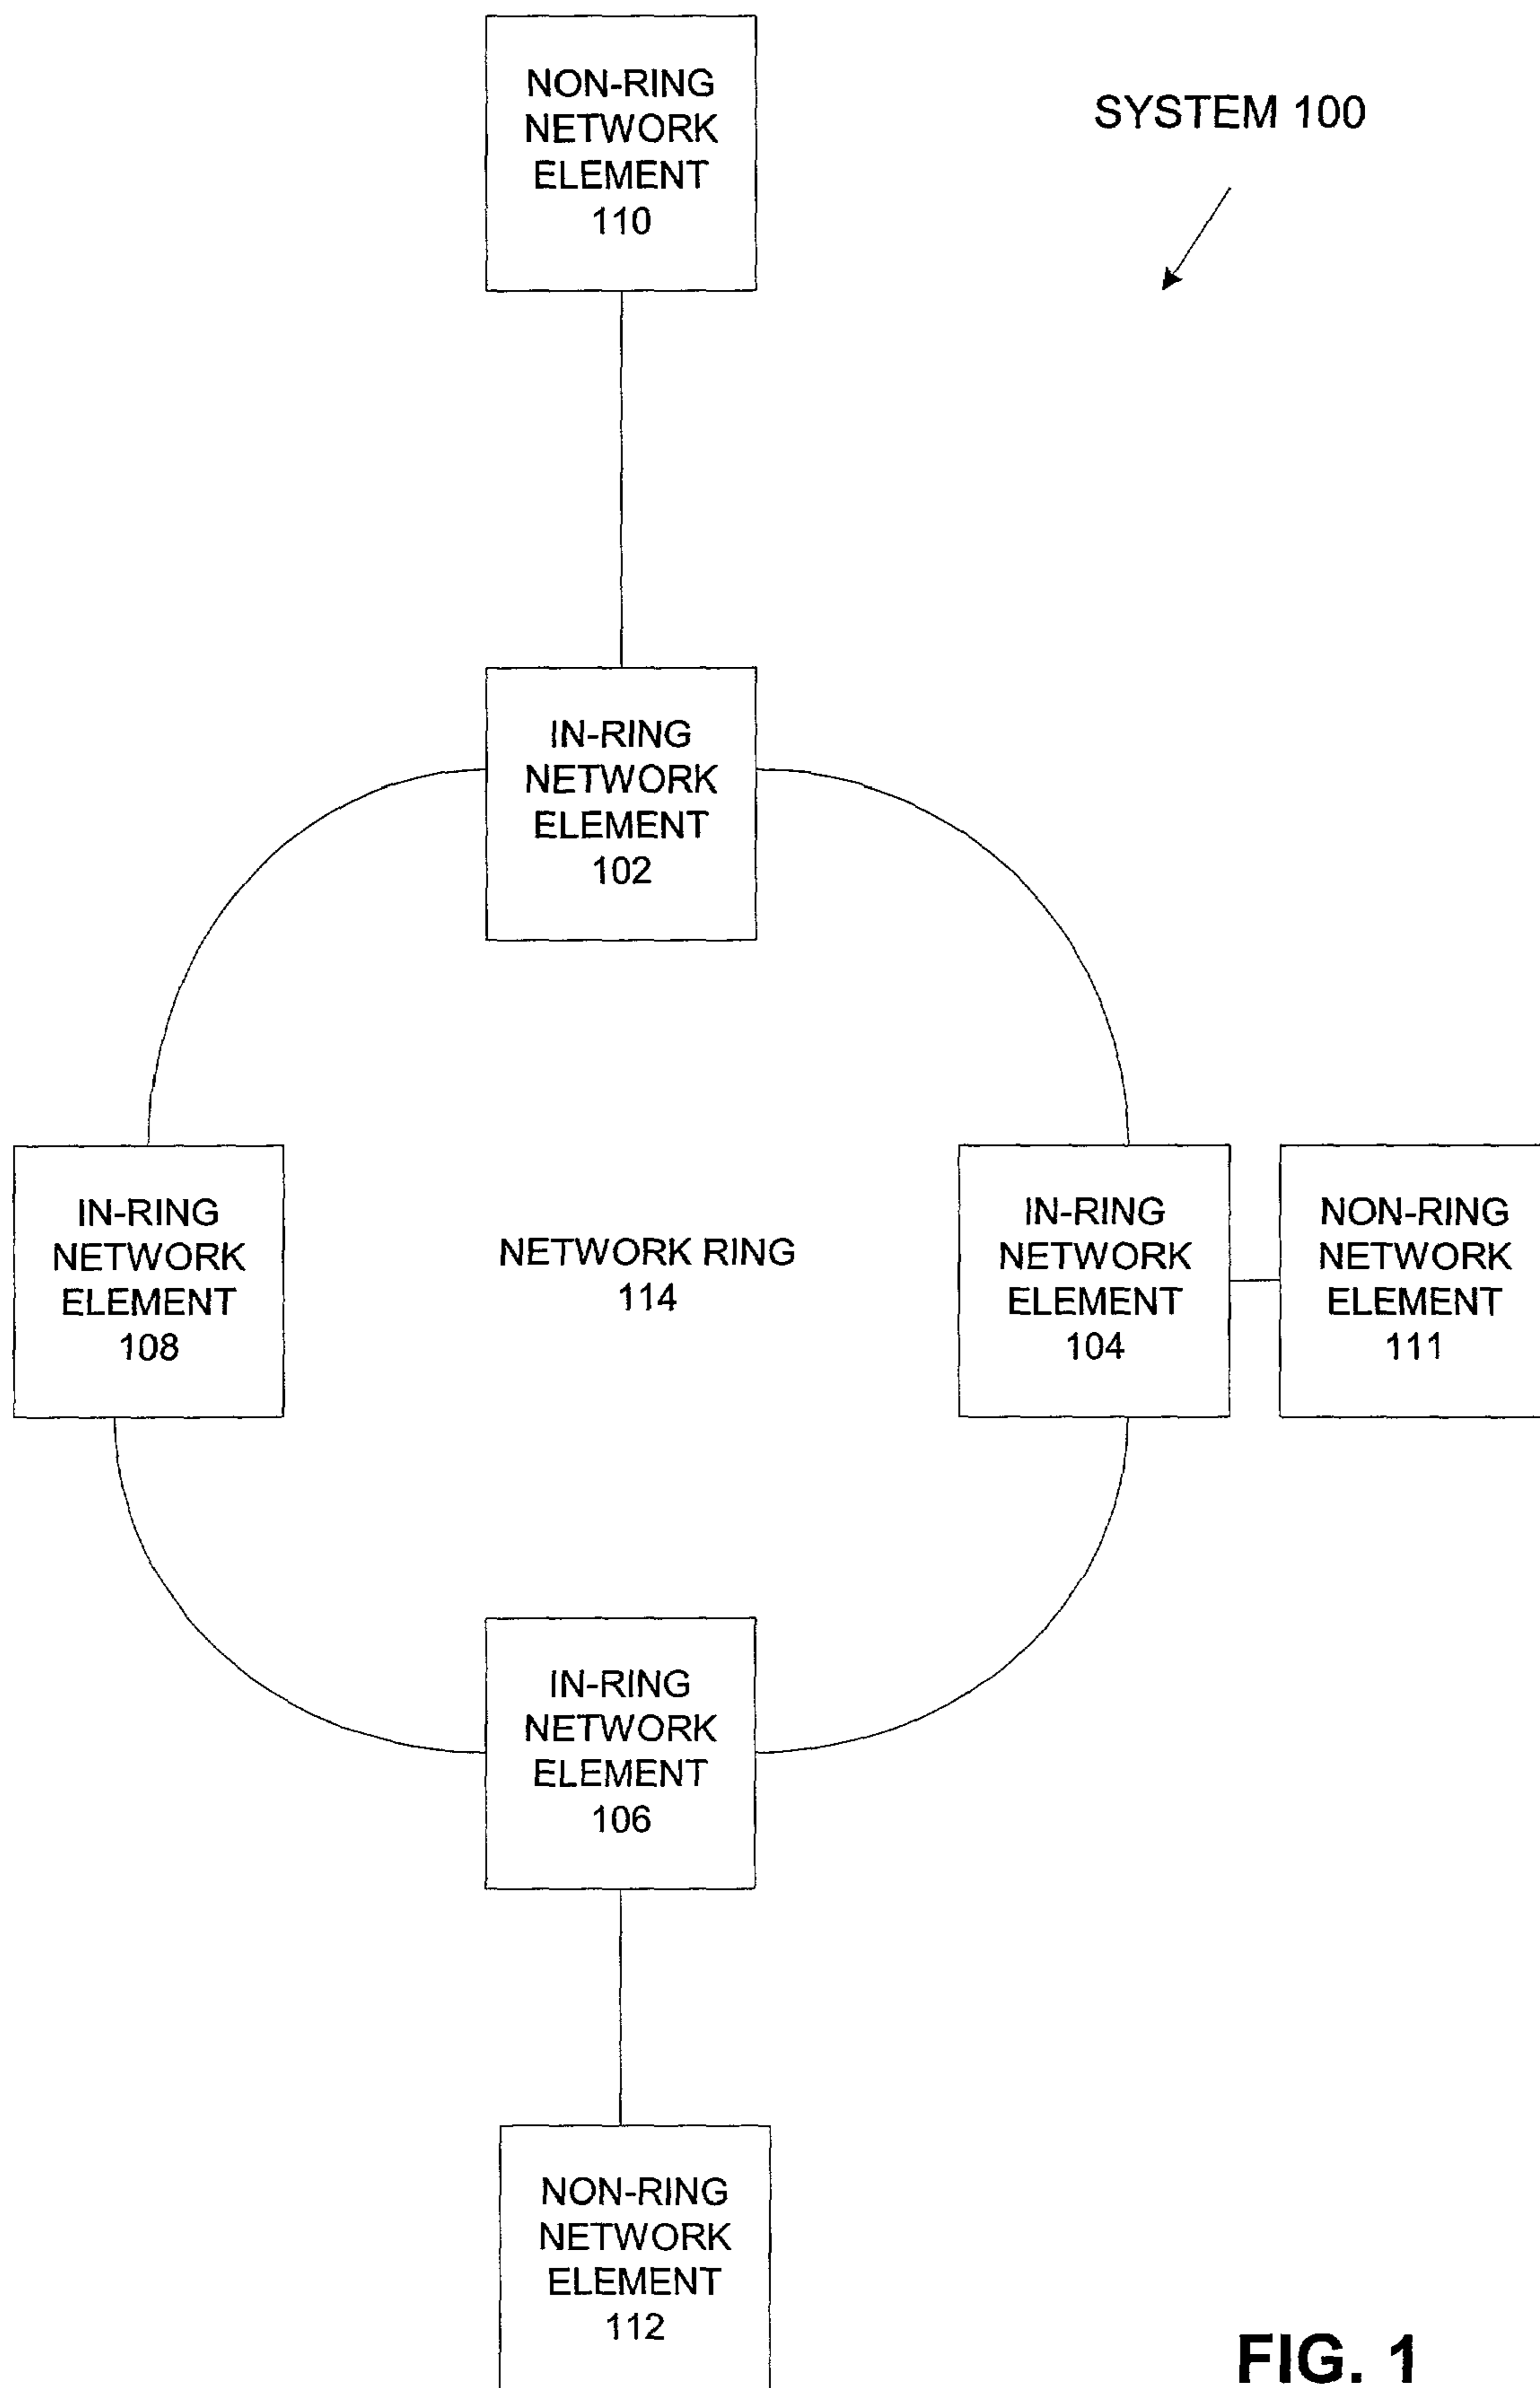 NON-RING
NETWORK
ELEMENT
110
SYSTEM 100
IN-RING
NETWORK
ELEMENT
102
IN-RING
NETWORK
ELEMENT
108
NETWORK RING
114
IN-RING
NETWORK
ELEMENT
104
NON-RING
NETWORK
ELEMENT
111
IN-RING
NETWORK
ELEMENT
106
NON-RING
NETWORK
ELEMENT
112
FIG. 1